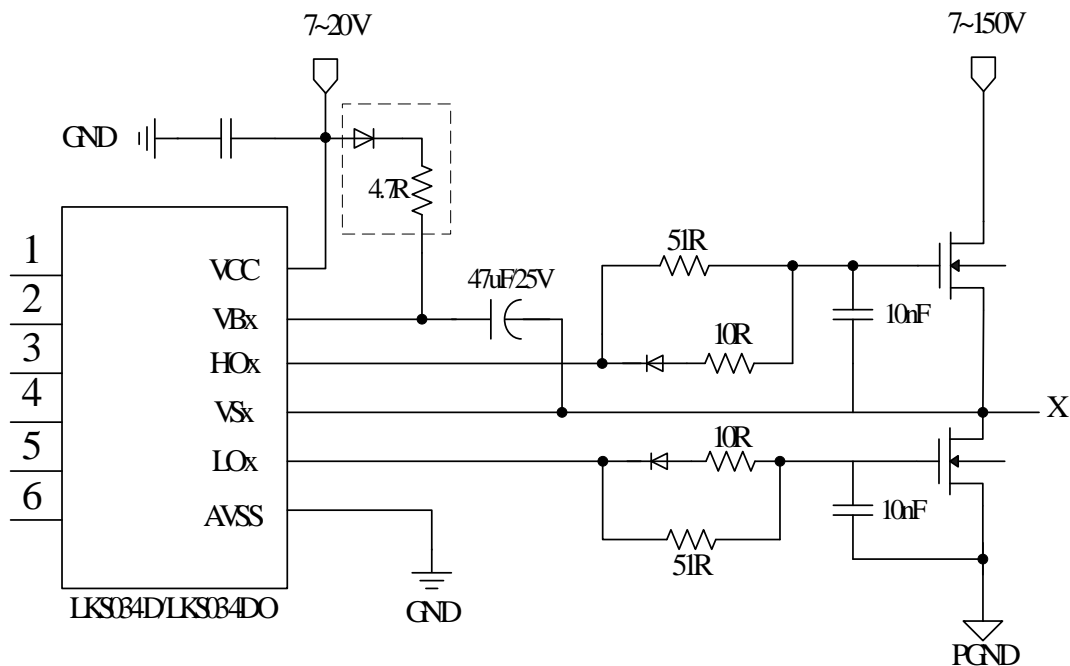 7~20V
7~150V
GND
4.7R
1
2
3
4
5
6
VCC
VBx
HOx
VSx
LOx
AVSS
47uF/25V
51R
10R
10nF
X
10R
51R
10nF
GND
PGND
LKS034D/LKS034DO